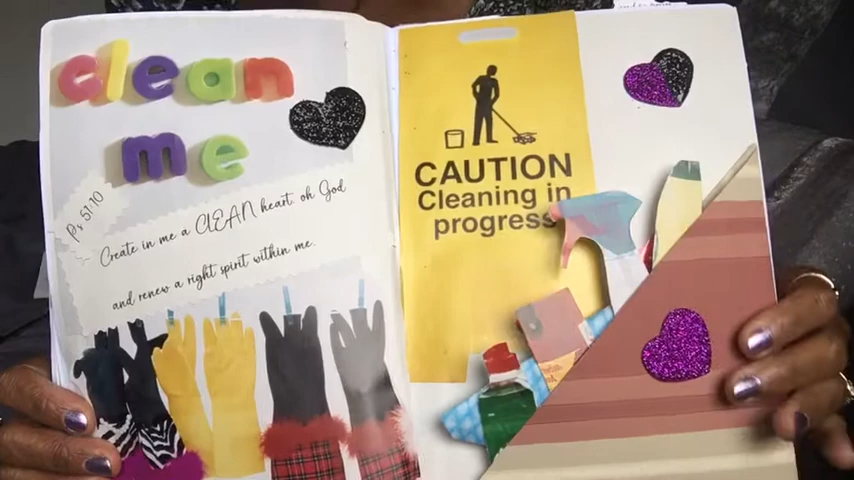 clean
me
Ps 51:10
Create in me a CLEAN heart, oh God
and renew a right spirit within me.
CAUTION
Cleaning in
progress